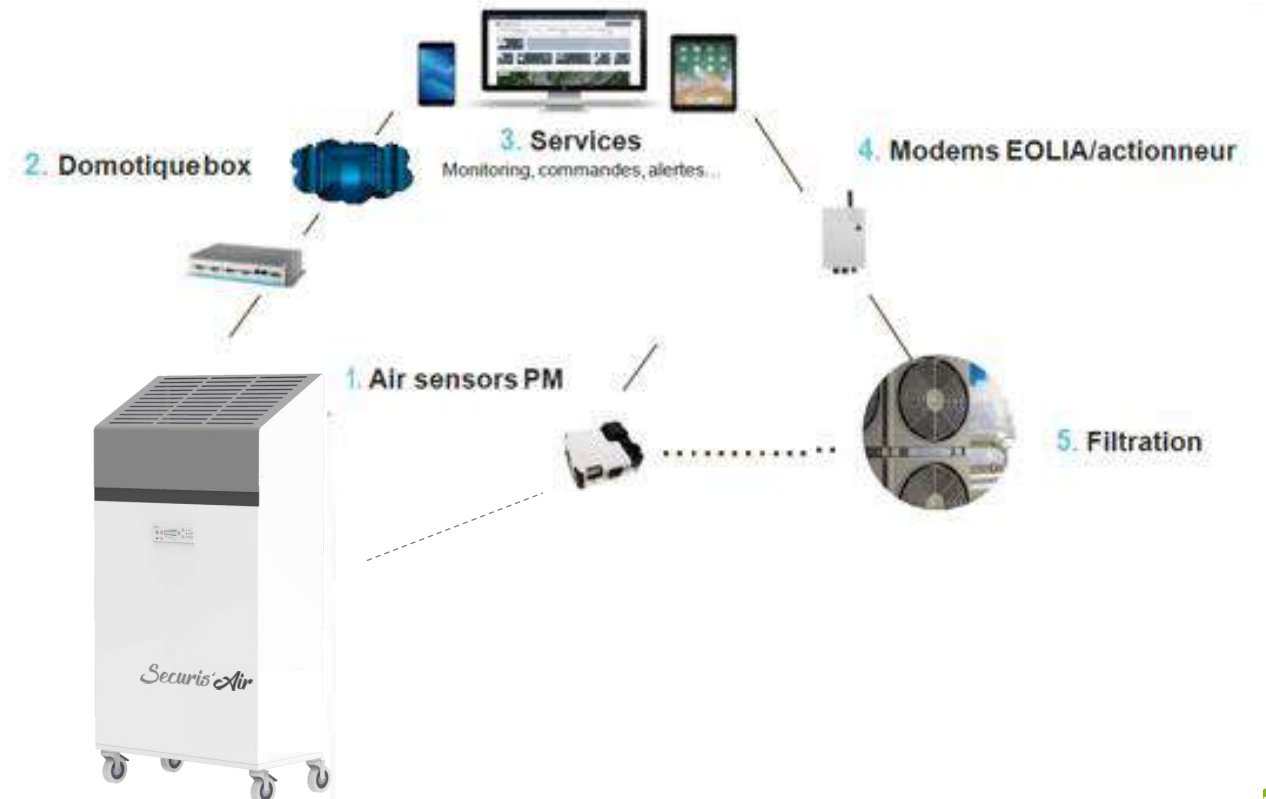 3. Services
Monitoring, commandes, alertes...
2. Domotique box
4. Modems EOLIA/actionneur
1. Air sensors PM
5. Filtration
Securis'Air